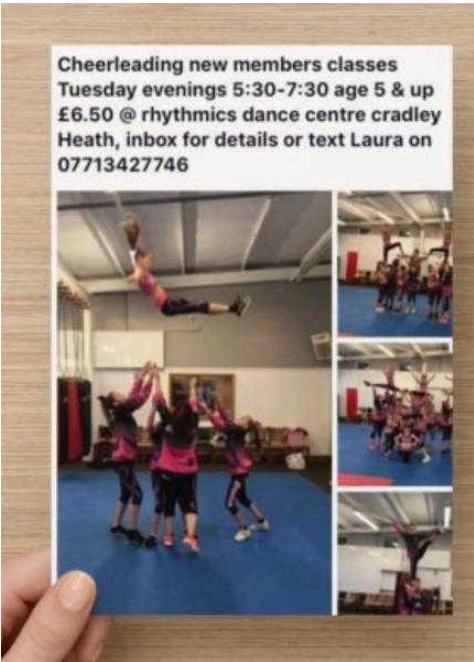 Cheerleading new members classes
Tuesday evenings 5:30-7:30 age 5 & up
£6.50 @ rhythmics dance centre cradley
Heath, inbox for details or text Laura on
07713427746